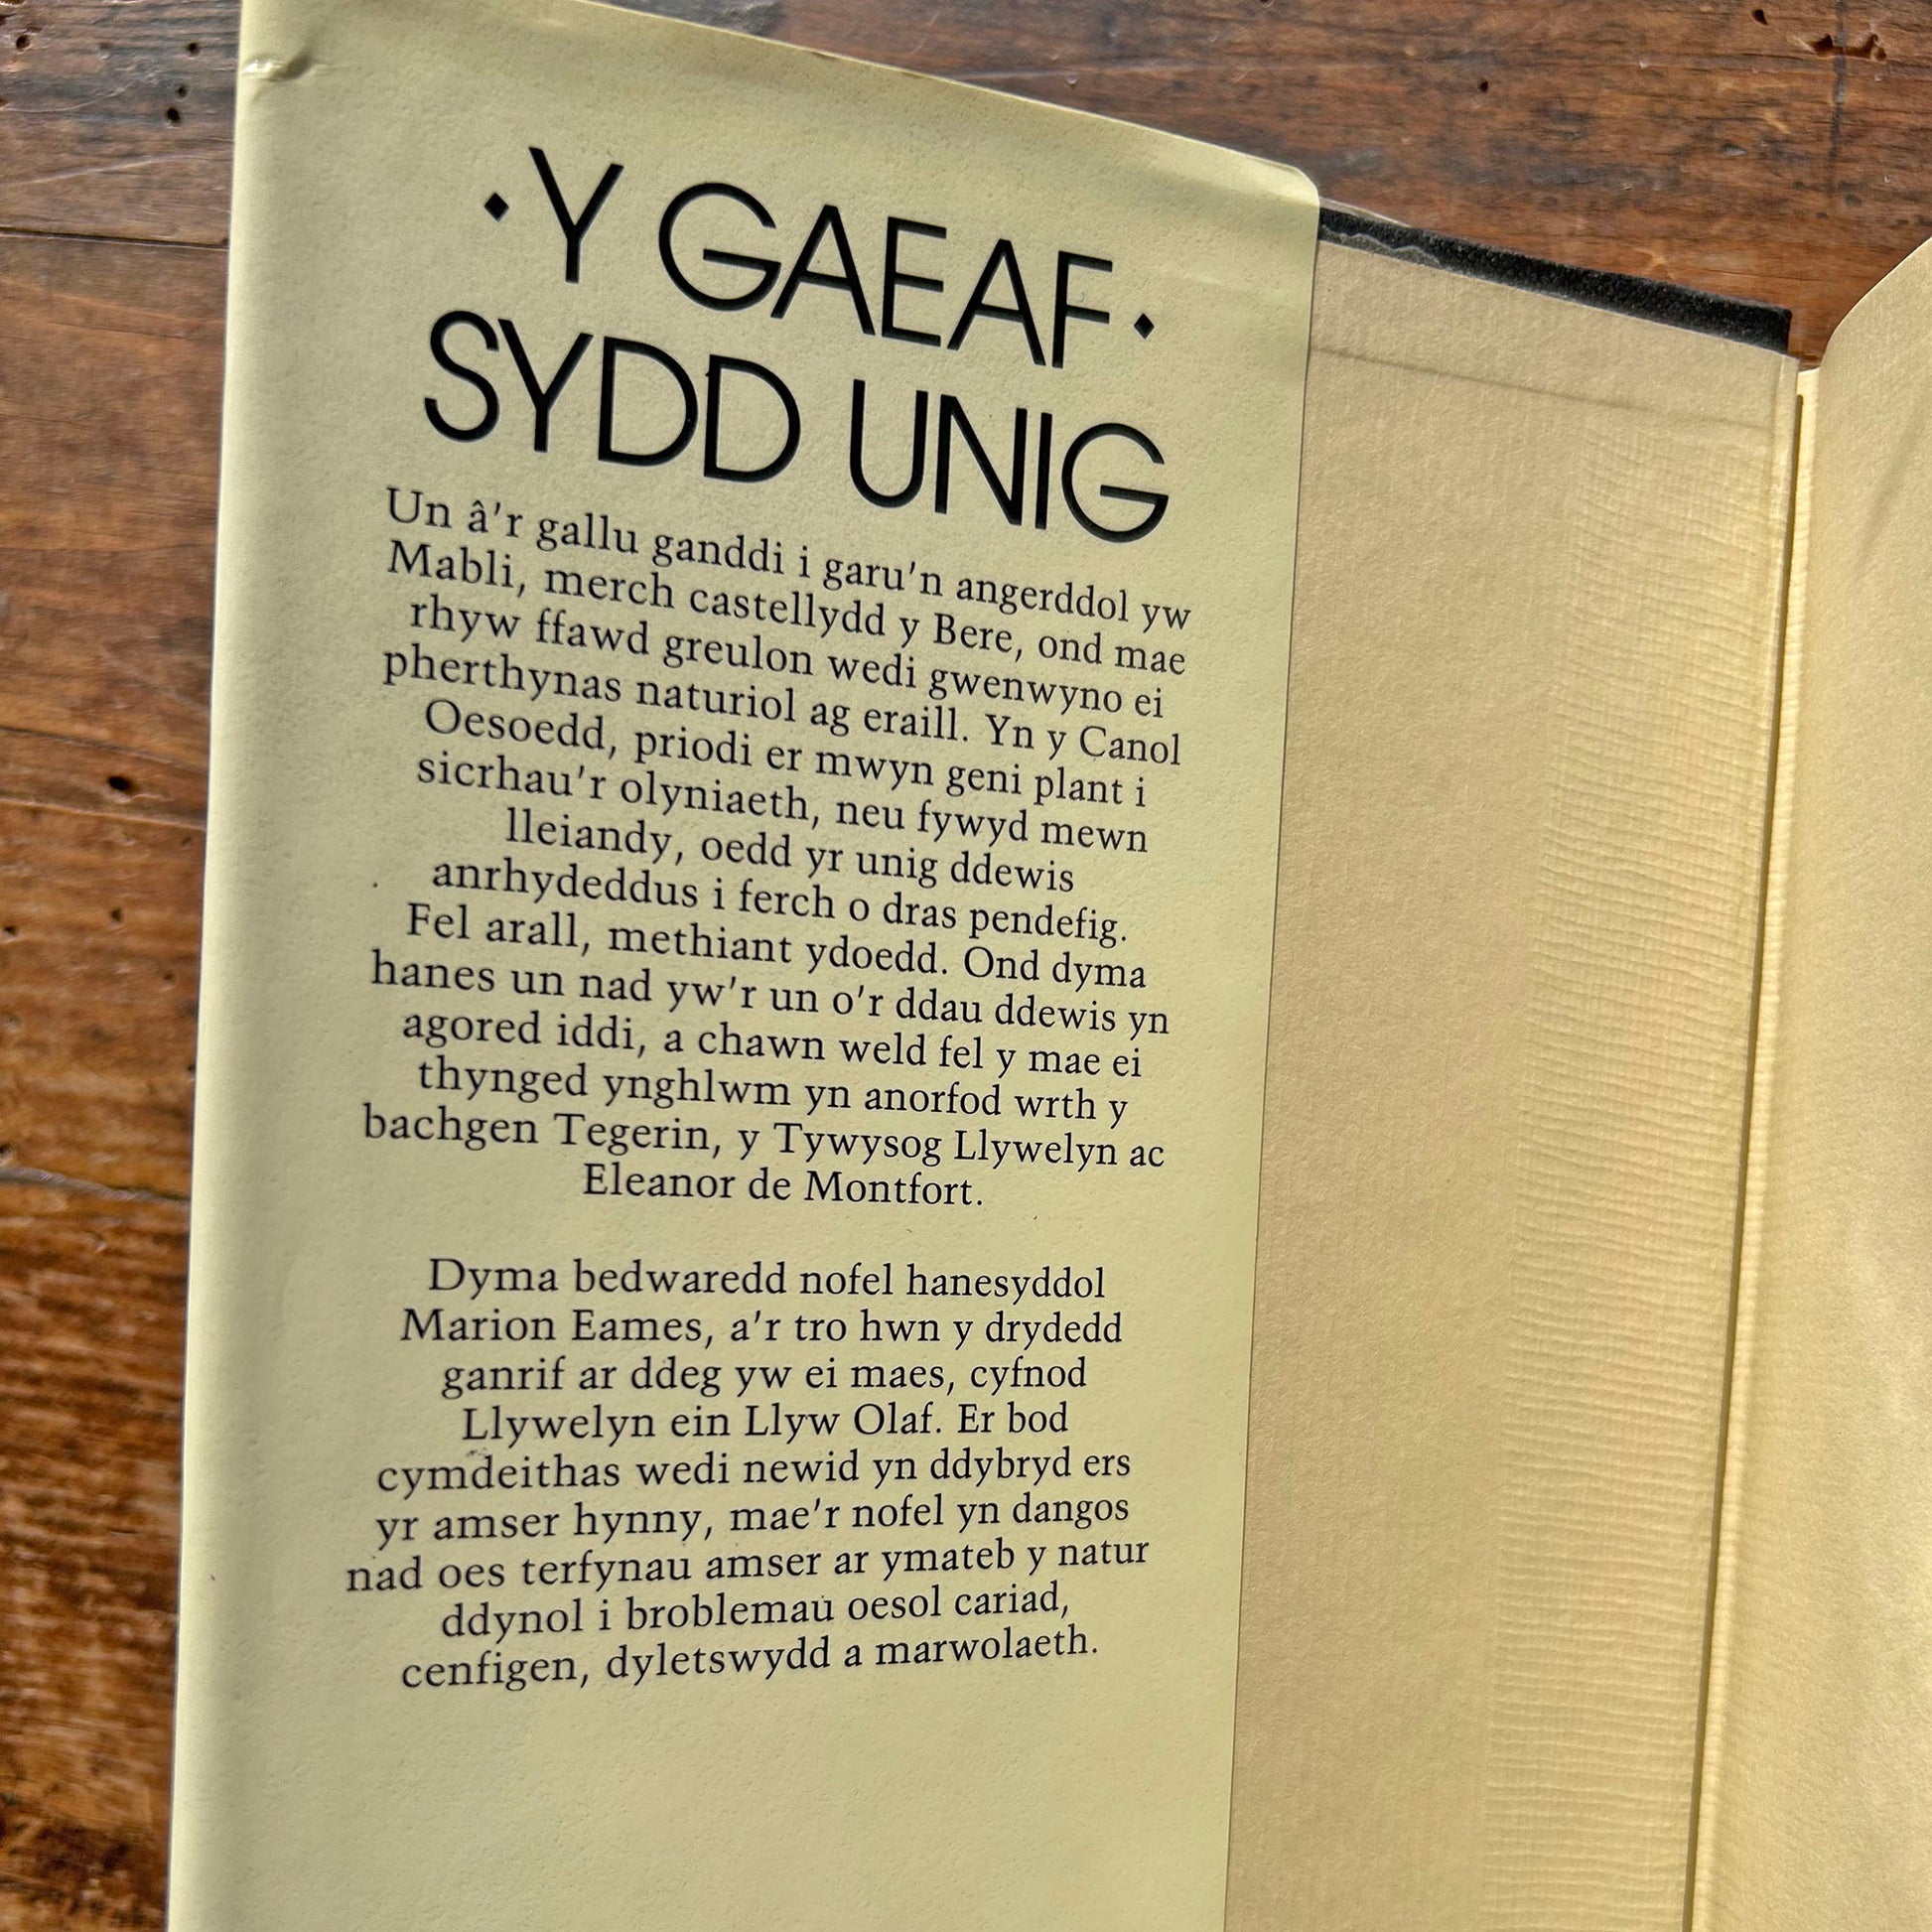 ·Y GAEAF·
SYDD UNIG
Un â'r gallu ganddi i garu'n angerddol yw
Mabli, merch castellydd y Bere, ond mae
rhyw ffawd greulon wedi gwenwyno ei
pherthynas naturiol ag eraill. Yn y Canol
Oesoedd, priodi er mwyn geni plant i
sicrhau'r olyniaeth, neu fywyd mewn
lleiandy, oedd yr unig ddewis
anrhydeddus i ferch o dras pendefig.
Fel arall, methiant ydoedd. Ond dyma
hanes un nad yw'r un o'r ddau ddewis yn
agored iddi, a chawn weld fel y mae ei
thynged ynghlwm yn anorfod wrth y
bachgen Tegerin, y Tywysog Llywelyn ac
Eleanor de Montfort.
Dyma bedwaredd nofel hanesyddol
Marion Eames, a'r tro hwn y drydedd
ganrif ar ddeg yw ei maes, cyfnod
Llywelyn ein Llyw Olaf. Er bod
cymdeithas wedi newid yn ddybryd ers
yr amser hynny, mae'r nofel yn dangos
nad oes terfynau amser ar ymateb y natur
ddynol i broblemau oesol cariad,
cenfigen, dyletswydd a marwolaeth.